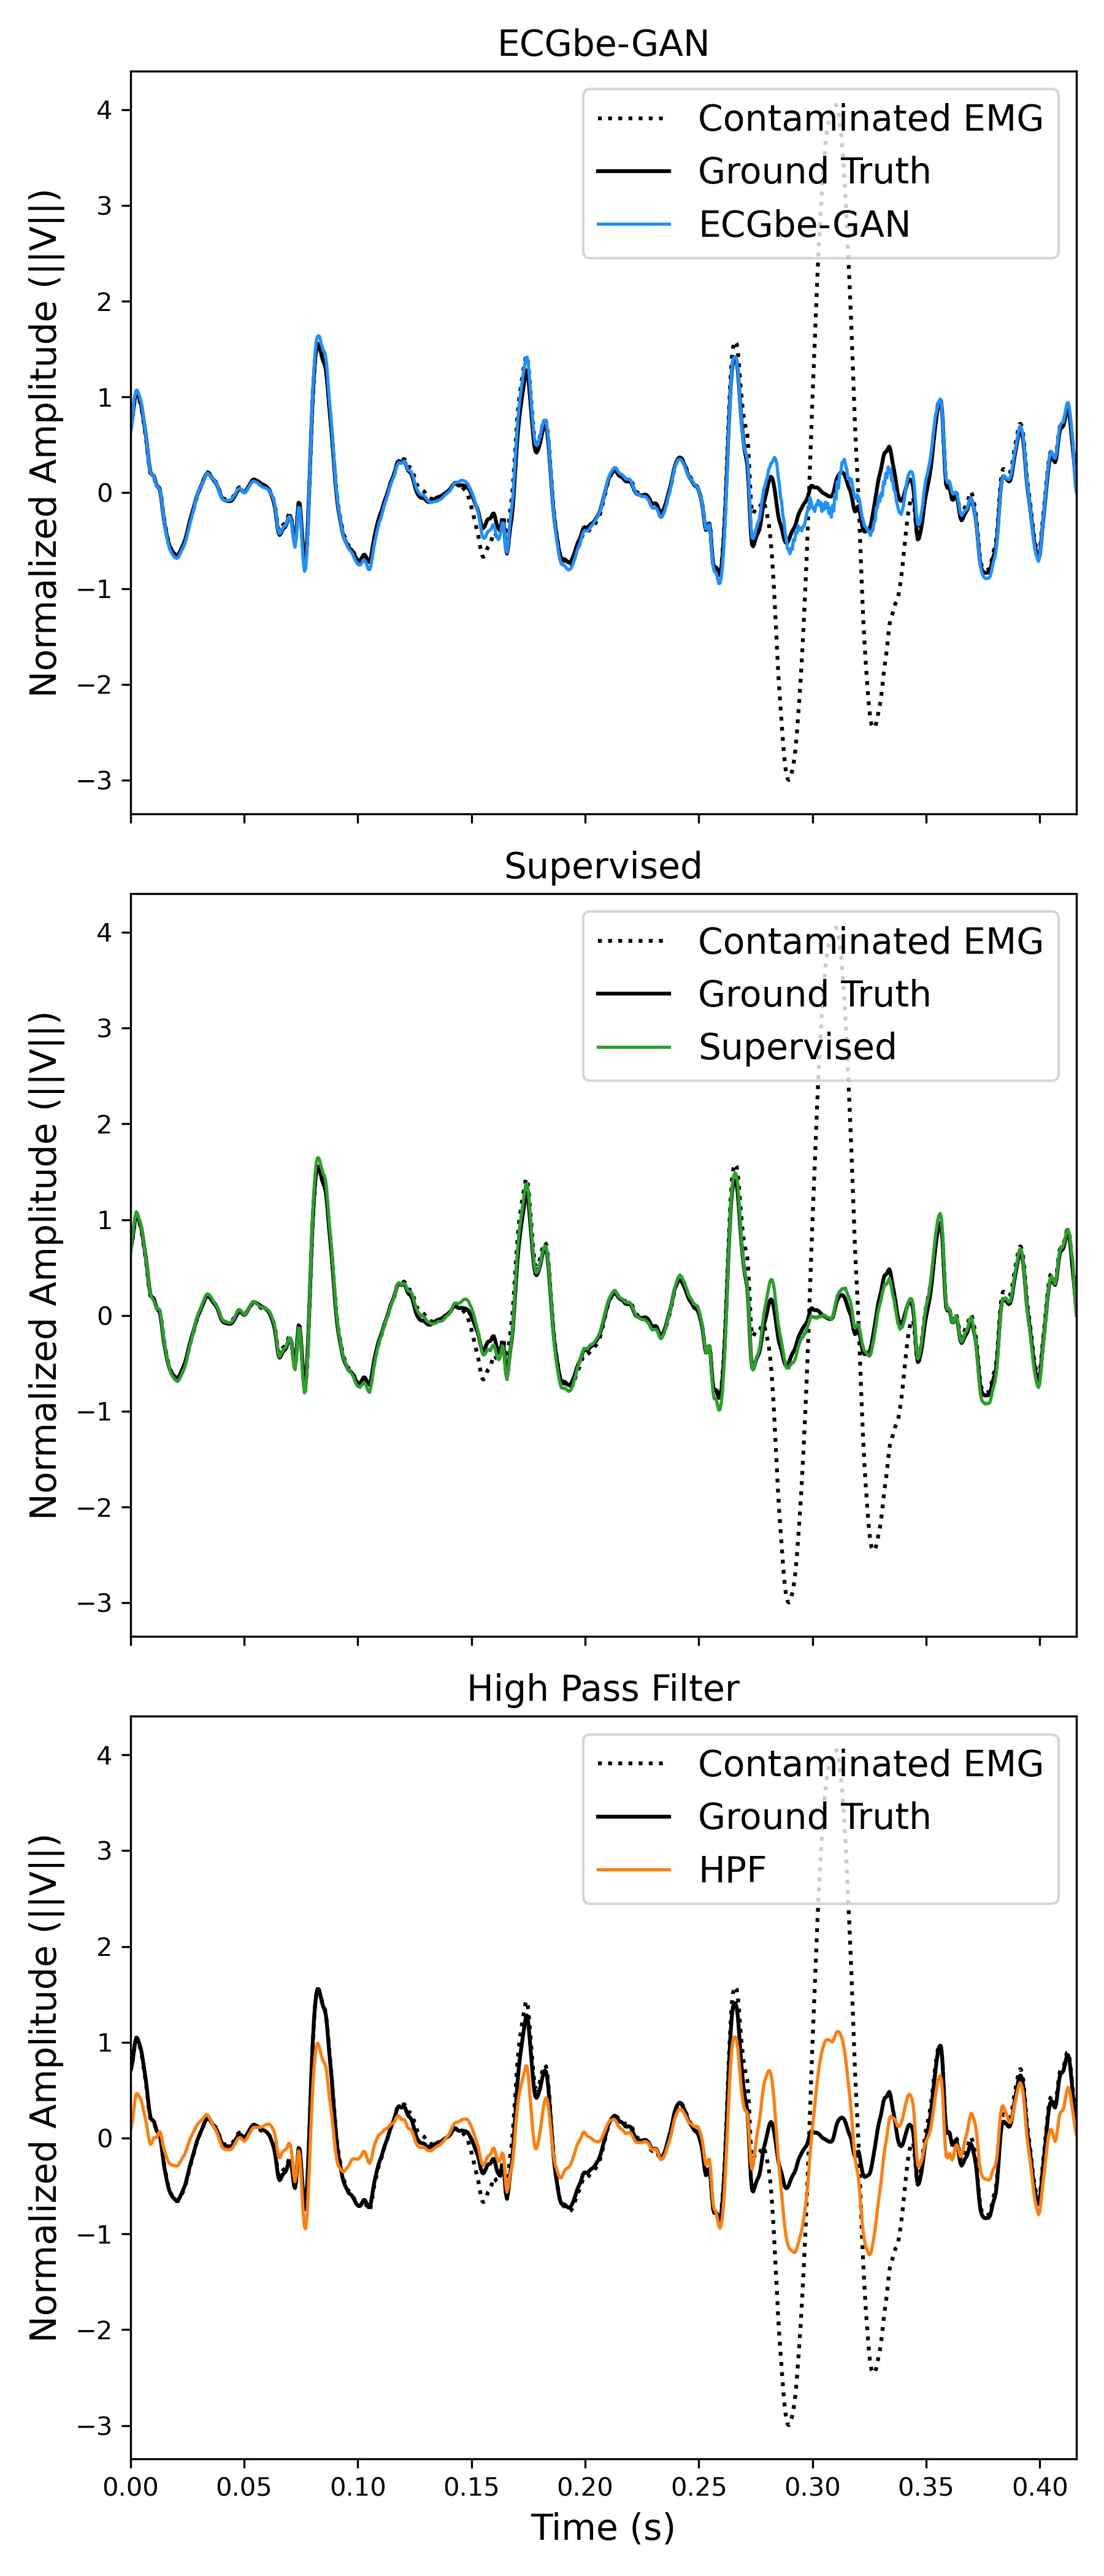 ECGbe-GAN
Normalized Amplitude (||V||)
4
3
2
1
0
−1
−2
−3
Contaminated EMG
Ground Truth
ECGbe-GAN
Supervised
Normalized Amplitude (||V||)
4
3
2
1
0
−1
−2
−3
Contaminated EMG
Ground Truth
Supervised
High Pass Filter
Normalized Amplitude (||V||)
4
3
2
1
0
−1
−2
−3
Contaminated EMG
Ground Truth
HPF
0.00 0.05 0.10 0.15 0.20 0.25 0.30 0.35 0.40
Time (s)